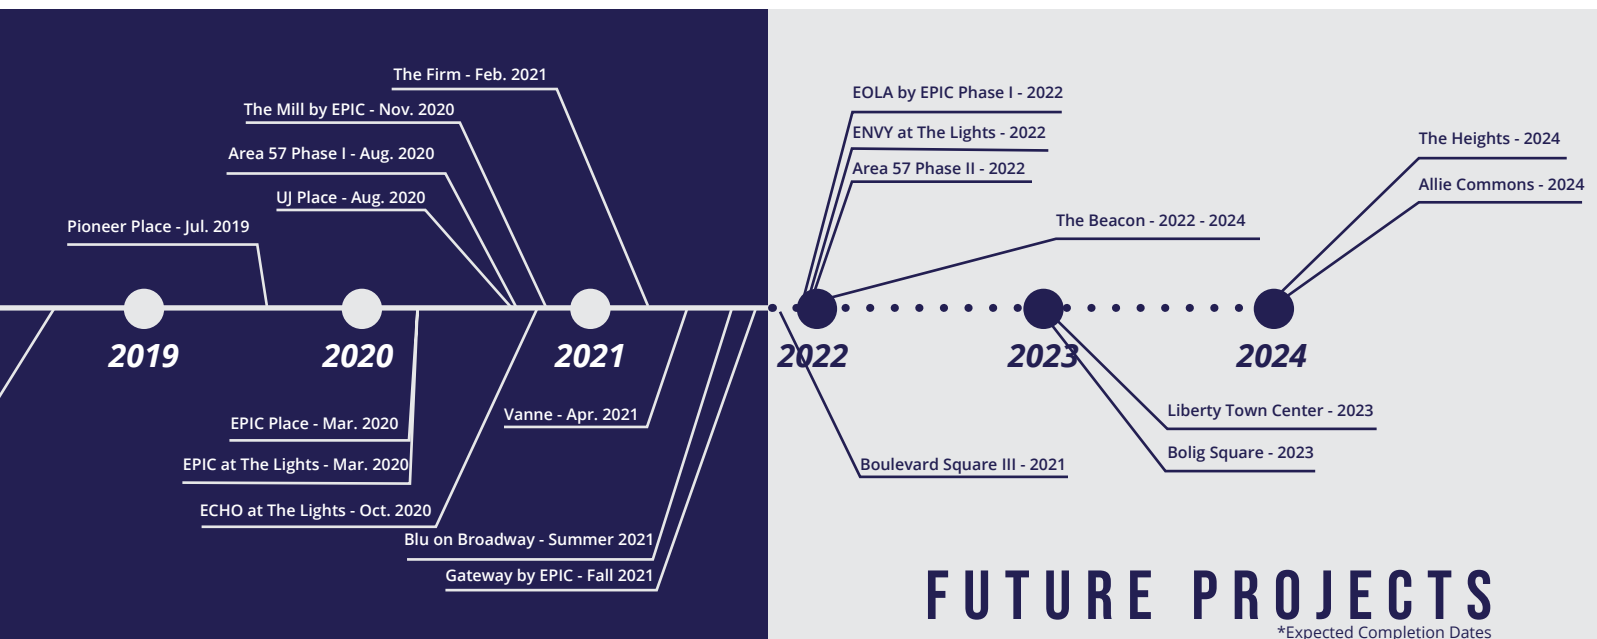 The Firm - Feb. 2021
The Mill by EPIC - Nov. 2020
Area 57 Phase I - Aug. 2020
UJ Place - Aug. 2020
Pioneer Place - Jul. 2019
2019
2020
2021
EPIC Place - Mar. 2020
EPIC at The Lights - Mar. 2020
ECHO at The Lights - Oct. 2020
Vanne - Apr. 2021
Blu on Broadway - Summer 2021
Gateway by EPIC - Fall 2021
EOLA by EPIC Phase I - 2022
ENVY at The Lights - 2022
Area 57 Phase II - 2022
The Beacon - 2022 - 2024
The Heights - 2024
Allie Commons - 2024
2022
2023
2024
Liberty Town Center - 2023
Bolig Square - 2023
Boulevard Square III - 2021
FUTURE PROJECTS
*Expected Completion Dates